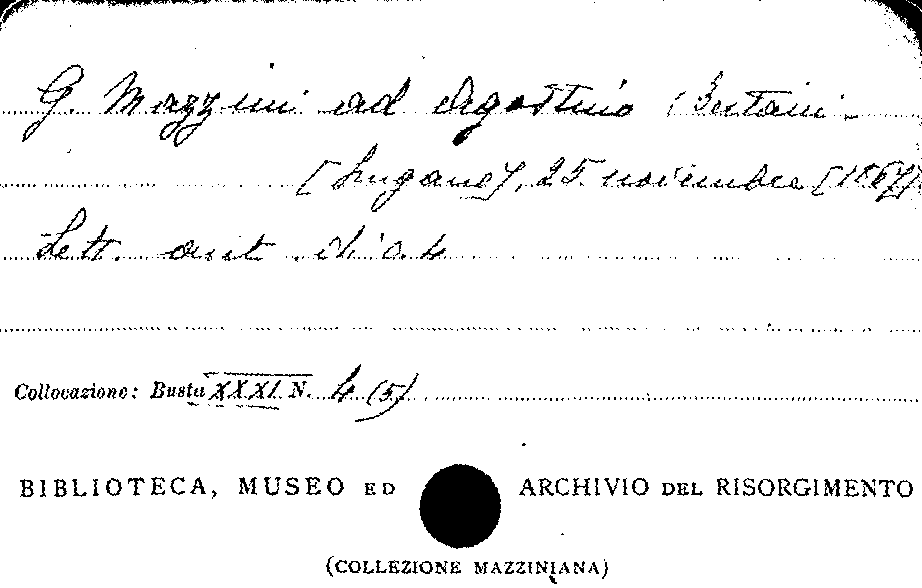 G. Mazzini ad Agostino Bertani.
[Lugano], 25 novembre [1867]
Lett. aut. di c. 4
Collocazione: Busta XXXI N. 4 (5)
BIBLIOTECA, MUSEO ED ARCHIVIO DEL RISORGIMENTO
(COLLEZIONE MAZZINIANA)